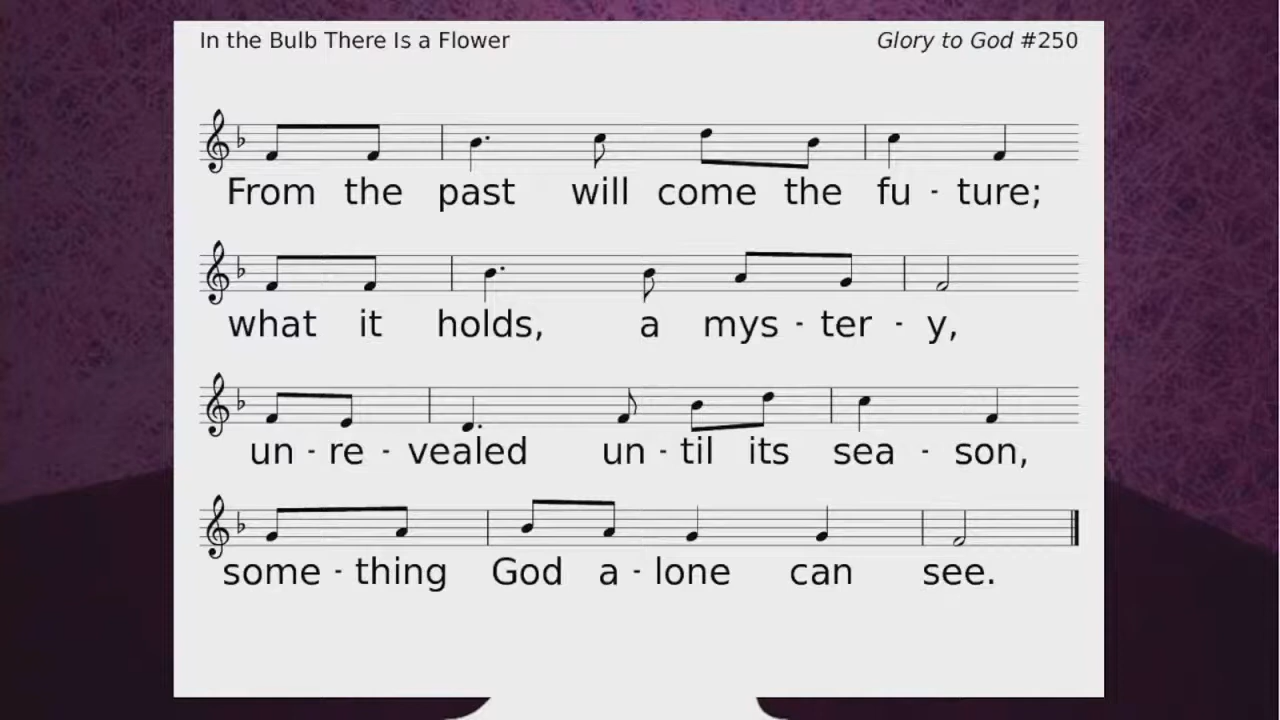 In the Bulb There Is a Flower
Glory to God #250
From the past will come the fu - ture;
what it holds, a mys - ter - y,
un - re - vealed un - til its sea - son,
some - thing God a - lone can see.